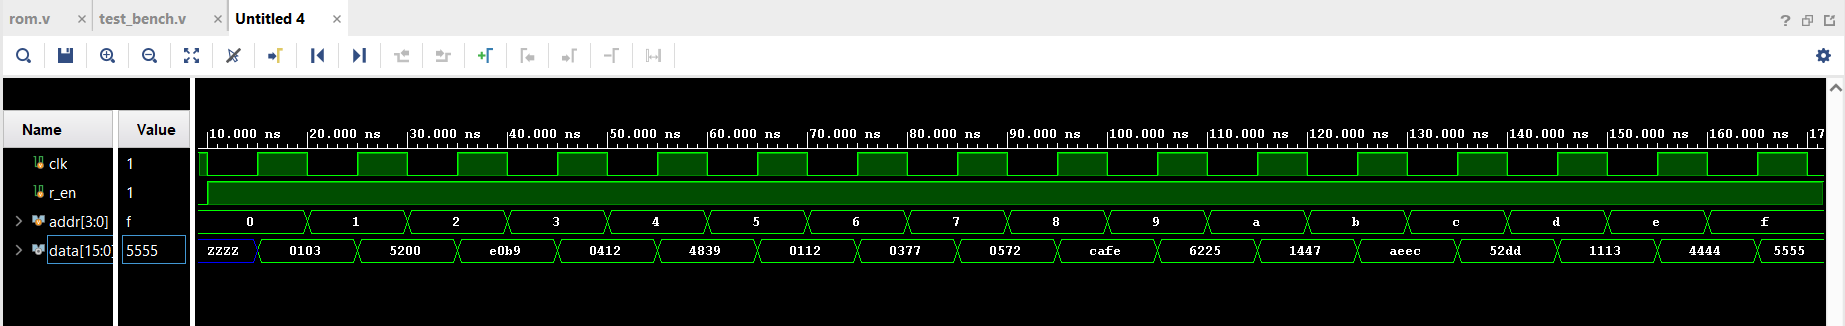 rom.v × test_bench.v × Untitled 4 ×
?
Name Value
10.000 ns 20.000 ns 30.000 ns 40.000 ns 50.000 ns 60.000 ns 70.000 ns 80.000 ns 90.000 ns 100.000 ns 110.000 ns 120.000 ns 130.000 ns 140.000 ns 150.000 ns 160.000 ns 17
clk 1
r_en 1
addr[3:0] f 0 1 2 3 4 5 6 7 8 9 a b c d e f
data[15:0] 5555 zzzz 0103 5200 e0b9 0412 4839 0112 0377 0572 cafe 6225 1447 aeec 52dd 1113 4444 5555